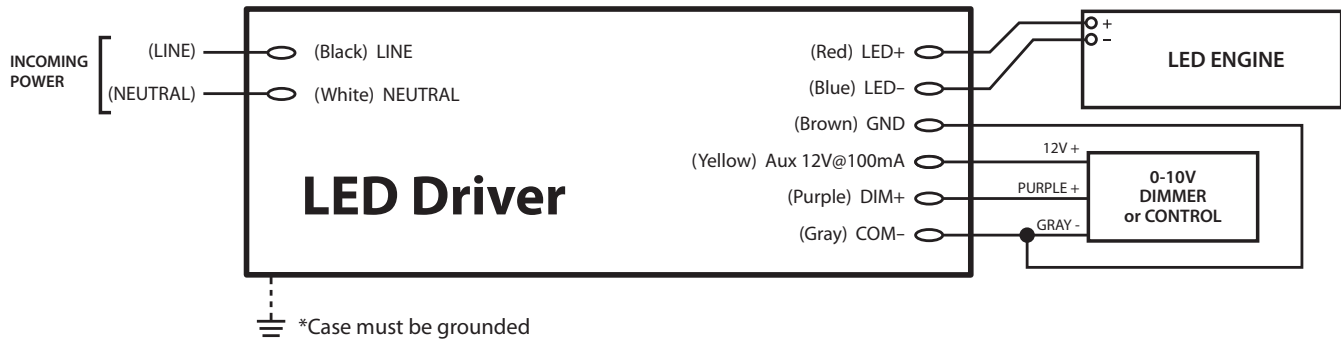 INCOMING
POWER
(LINE)
(NEUTRAL)
(Black) LINE
(White) NEUTRAL
LED Driver
(Red) LED+
(Blue) LED–
(Brown) GND
(Yellow) Aux 12V@100mA
(Purple) DIM+
(Gray) COM–
+
–
LED ENGINE
12V +
PURPLE +
GRAY -
0-10V
DIMMER
or CONTROL
*Case must be grounded